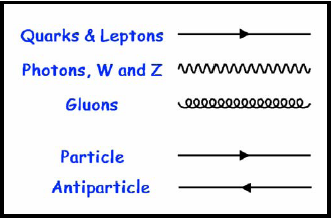 Quarks & Leptons
Photons, W and Z
Gluons
Particle
Antiparticle